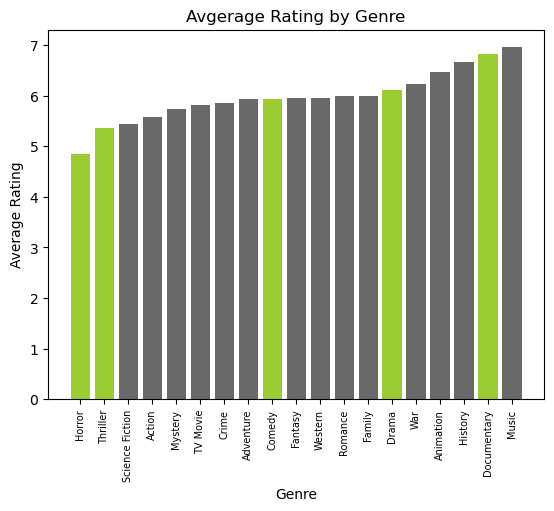 Avgerage Rating by Genre
Average Rating
7
6
5
4
3
2
1
0
Horror
Thriller
Science Fiction
Action
Mystery
TV Movie
Crime
Adventure
Comedy
Fantasy
Western
Romance
Family
Drama
War
Animation
History
Documentary
Music
Genre